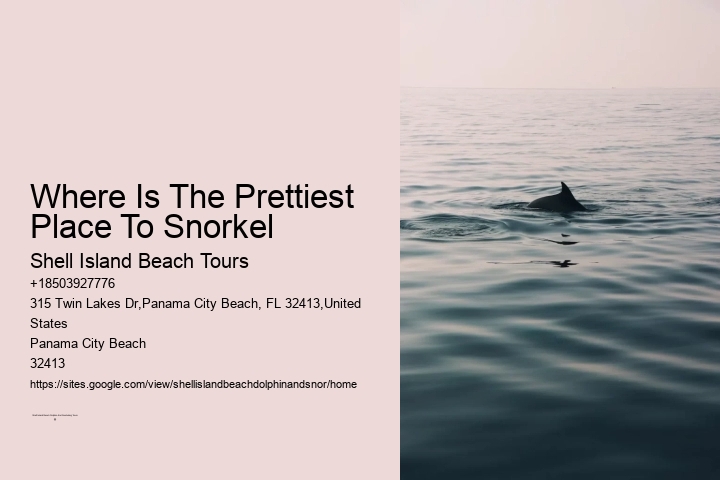 Where Is The Prettiest
Place To Snorkel
Shell Island Beach Tours
+18503927776
315 Twin Lakes Dr,Panama City Beach, FL 32413,United
States
Panama City Beach
32413
https://sites.google.com/view/shellislandbeachdolphinandsnor/home